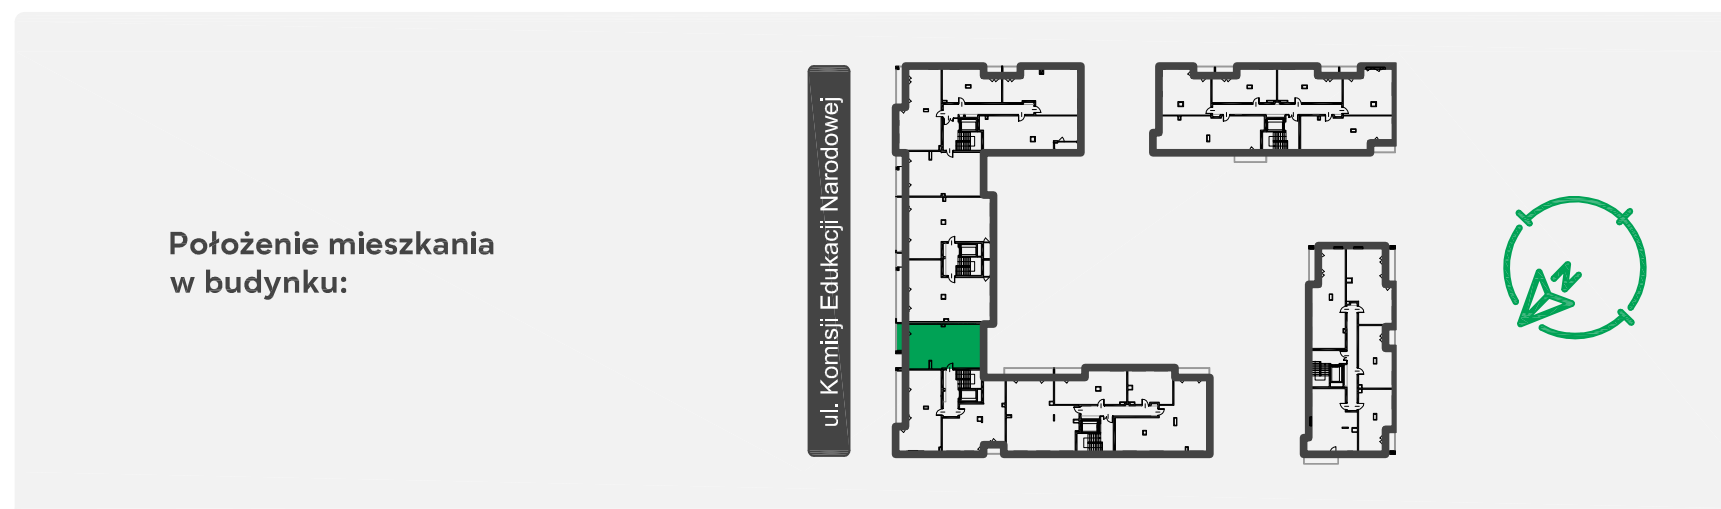 Położenie mieszkania
w budynku:
ul. Komisji Edukacji Narodowej
N